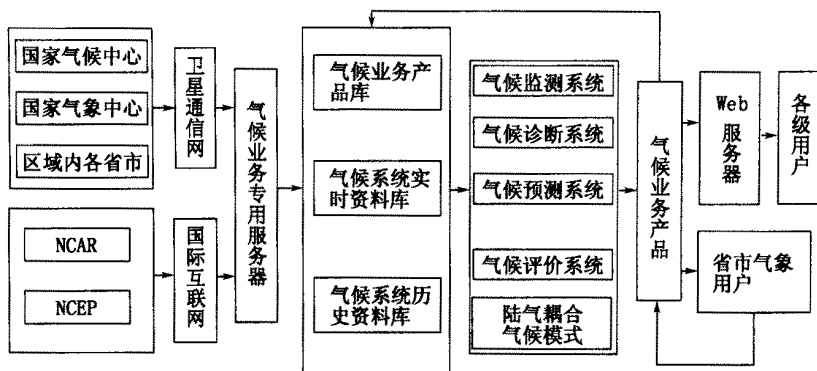 国家气候中心
国家气象中心
区域内各省市
NCAR
NCEP
卫星通信网
国际互联网
气候业务专用服务器
气候业务产
品库
气候系统实
时资料库
气候系统历
史资料库
气候监测系统
气候诊断系统
气候预测系统
气候评价系统
陆气耦合
气候模式
气候业务产品
Web
服务器
各级用户
省市气象
用户